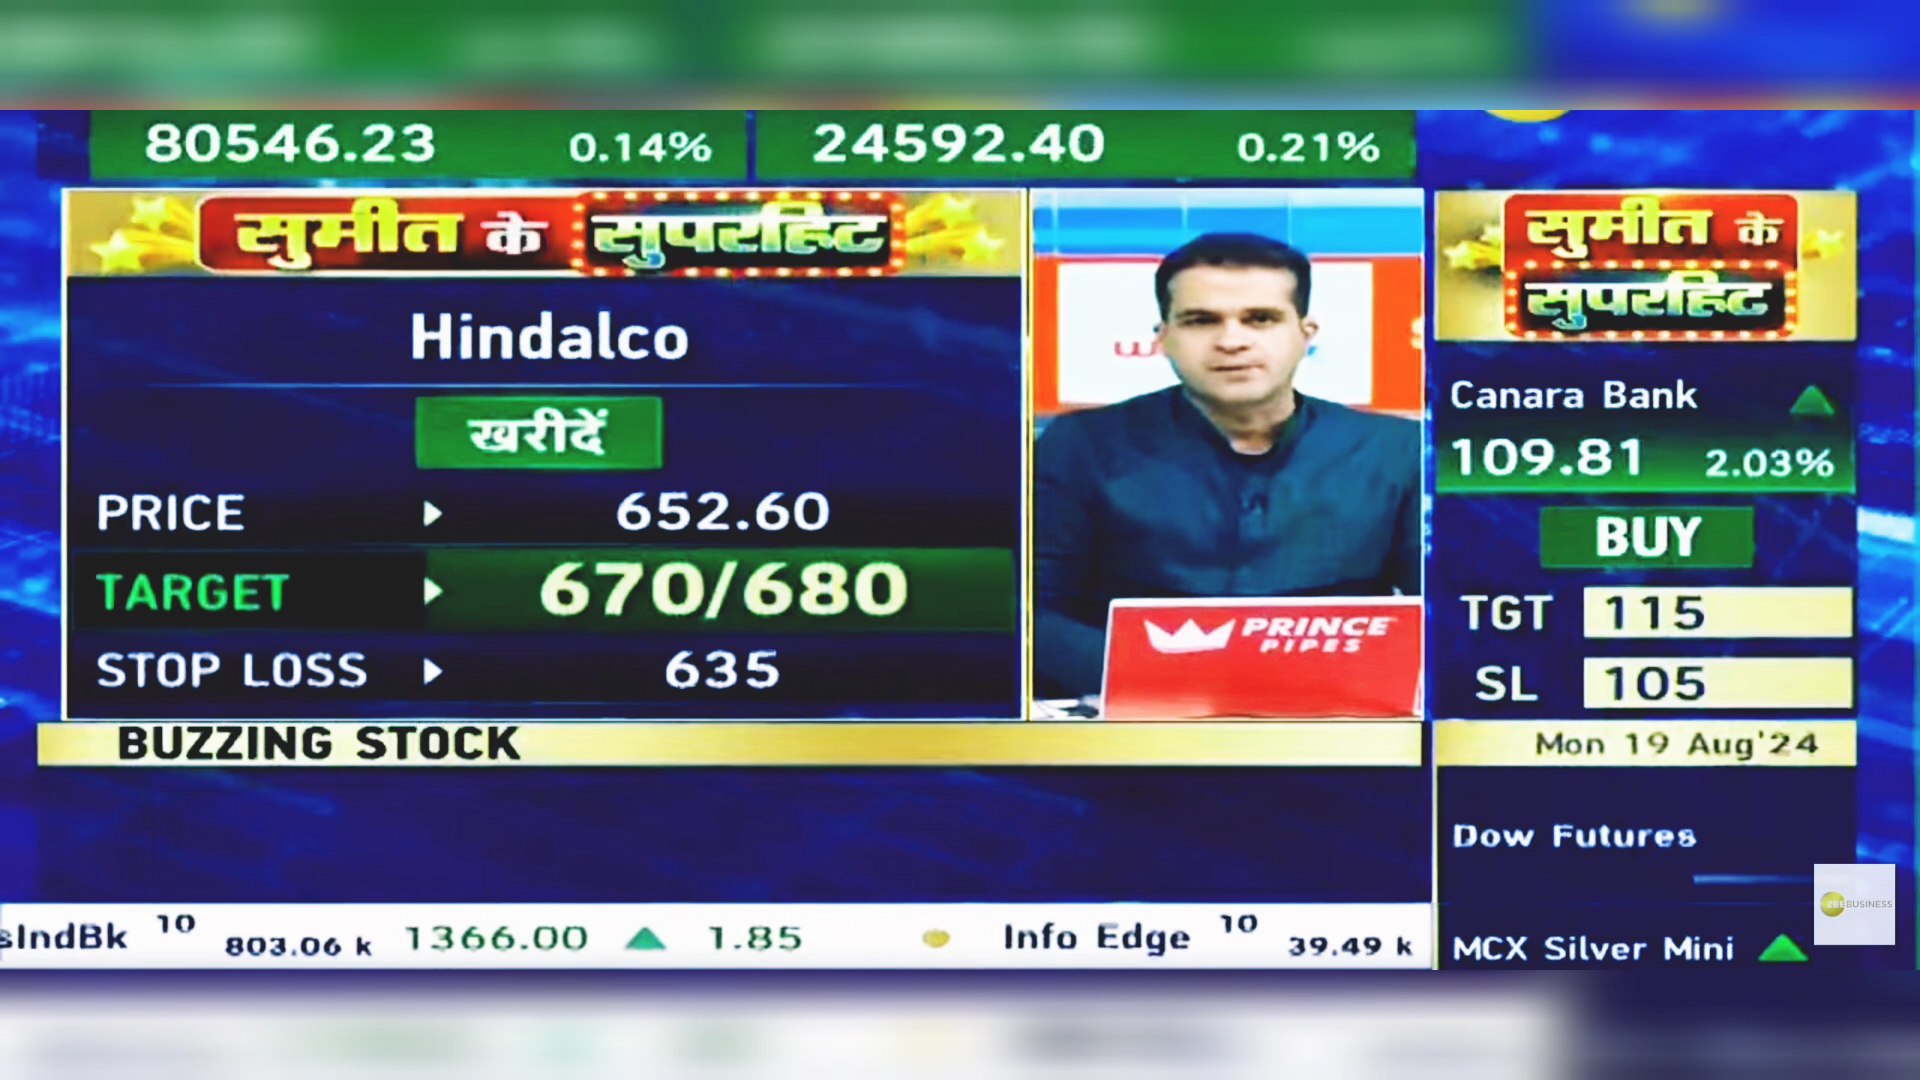 80546.23 0.14% 24592.40 0.21%
सुमीत के सुपरहिट
Hindalco
खरीदें
PRICE 652.60
TARGET 670/680
STOP LOSS 635
PRINCE
PIPES
BUZZING STOCK
सुमीत के
सुपरहिट
Canara Bank
109.81 2.03%
BUY
TGT 115
SL 105
Mon 19 Aug'24
Dow Futures
MCX Silver Mini
ZEEBUSINESS
sIndBk 10 803.06 k 1366.00 1.85 Info Edge 10 39.49 k